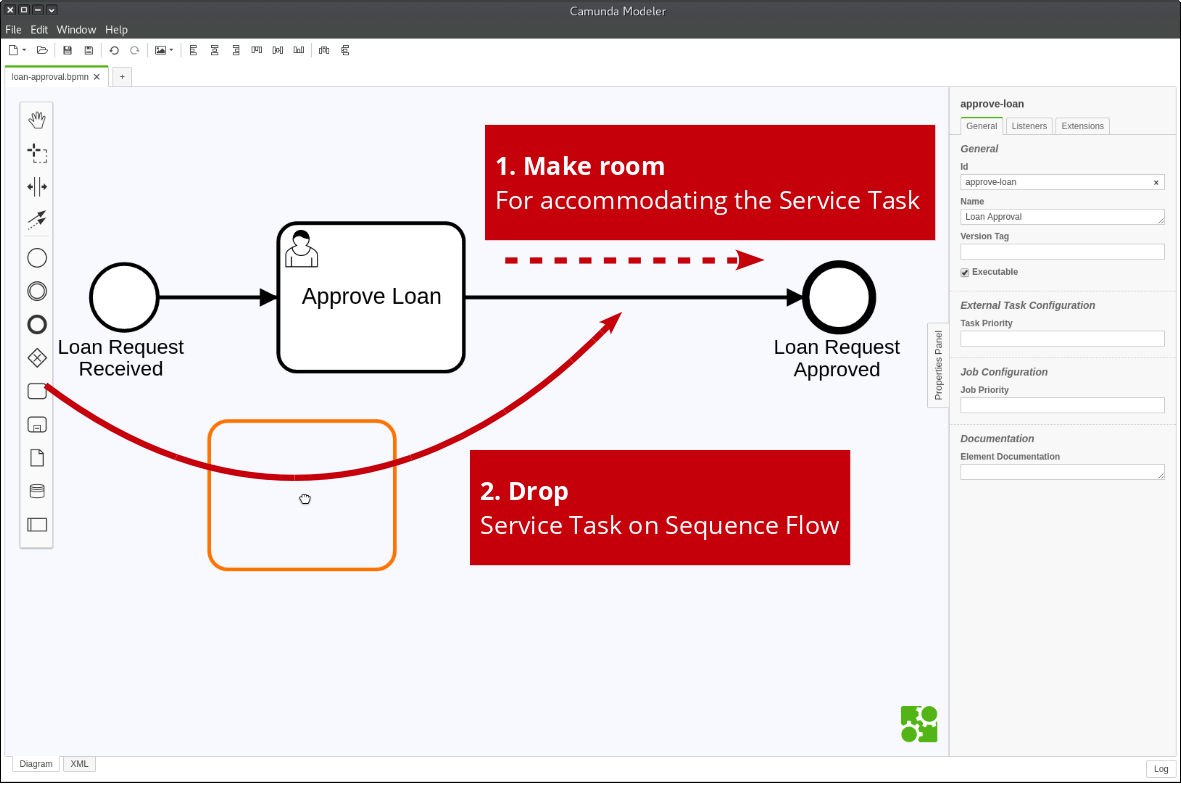 Camunda Modeler
File Edit Window Help
loan-approval.bpmn
+
1. Make room
For accommodating the Service Task
Approve Loan
Loan Request
Received
Loan Request
Approved
2. Drop
Service Task on Sequence Flow
Properties Panel
approve-loan
General Listeners Extensions
General
Id
approve-loan
Name
Loan Approval
Version Tag
Executable
External Task Configuration
Task Priority
Job Configuration
Job Priority
Documentation
Element Documentation
Diagram XML
Log